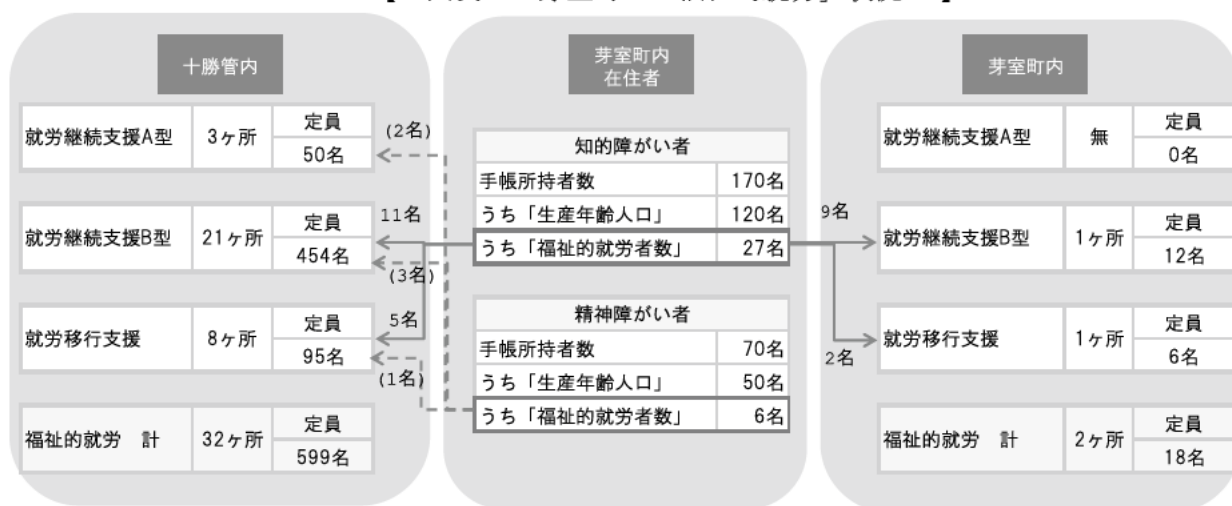 十勝管内
就労継続支援A型 3ヶ所 定員 50名
就労継続支援B型 21ヶ所 定員 454名
就労移行支援 8ヶ所 定員 95名
福祉的就労 計 32ヶ所 定員 599名
(2名)
11名
(3名)
5名
(1名)
芽室町内
在住者
知的障がい者
手帳所持者数 170名
うち「生産年齢人口」 120名
うち「福祉的就労者数」 27名
精神障がい者
手帳所持者数 70名
うち「生産年齢人口」 50名
うち「福祉的就労者数」 6名
9名
2名
芽室町内
就労継続支援A型 無 定員 0名
就労継続支援B型 1ヶ所 定員 12名
就労移行支援 1ヶ所 定員 6名
福祉的就労 計 2ヶ所 定員 18名